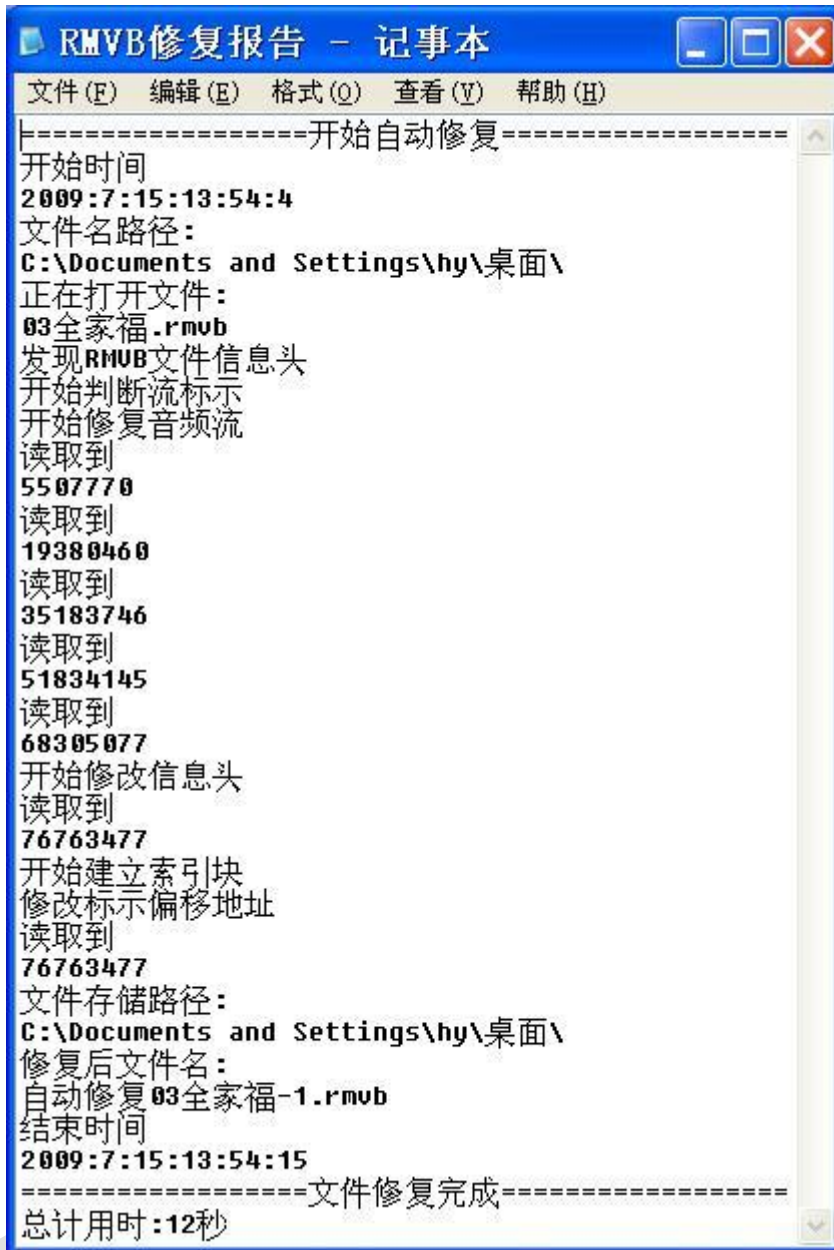 RMVB修复报告 - 记事本
文件(F) 编辑(E) 格式(O) 查看(V) 帮助(H)
==================开始自动修复==================
开始时间
2009:7:15:13:54:4
文件名路径:
C:\Documents and Settings\hy\桌面\
正在打开文件:
03全家福.rmvb
发现RMVB文件信息头
开始判断流标示
开始修复音频流
读取到
5507770
读取到
19380460
读取到
35183746
读取到
51834145
读取到
68305077
开始修改信息头
读取到
76763477
开始建立索引块
修改标示偏移地址
读取到
76763477
文件存储路径:
C:\Documents and Settings\hy\桌面\
修复后文件名:
自动修复03全家福-1.rmvb
结束时间
2009:7:15:13:54:15
==================文件修复完成==================
总计用时:12秒